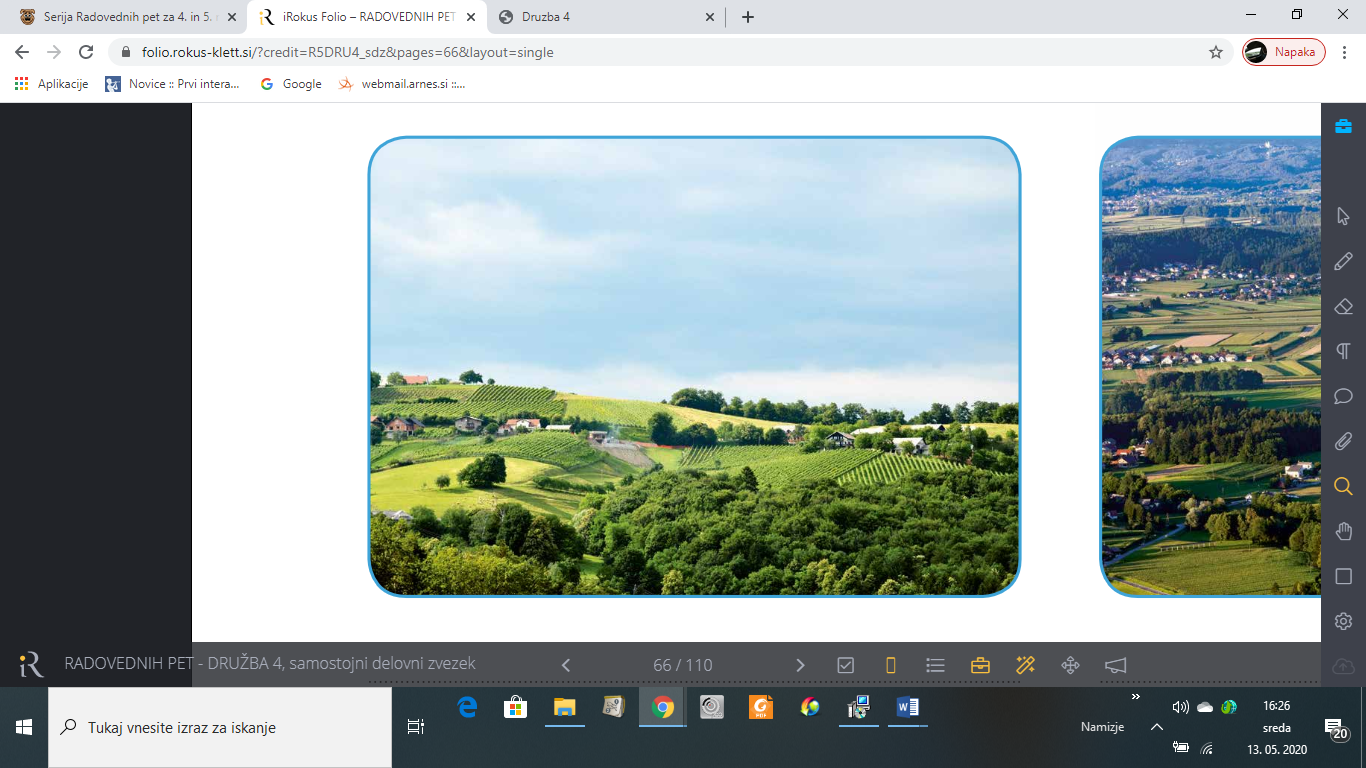 Serija Radovednih pet za 4. in 5. r
iRokus Folio – RADOVEDNIH PET
Druzba 4
folio.rokus-klett.si/?credit=R5DRU4_sdz&pages=66&layout=single
Napaka
Aplikacije
Novice :: Prvi intera...
Google
webmail.arnes.si ::...
iR
RADOVEDNIH PET - DRUŽBA 4, samostojni delovni zvezek
66 / 110
Tukaj vnesite izraz za iskanje
Namizje
16:26
sreda
13. 05. 2020
20